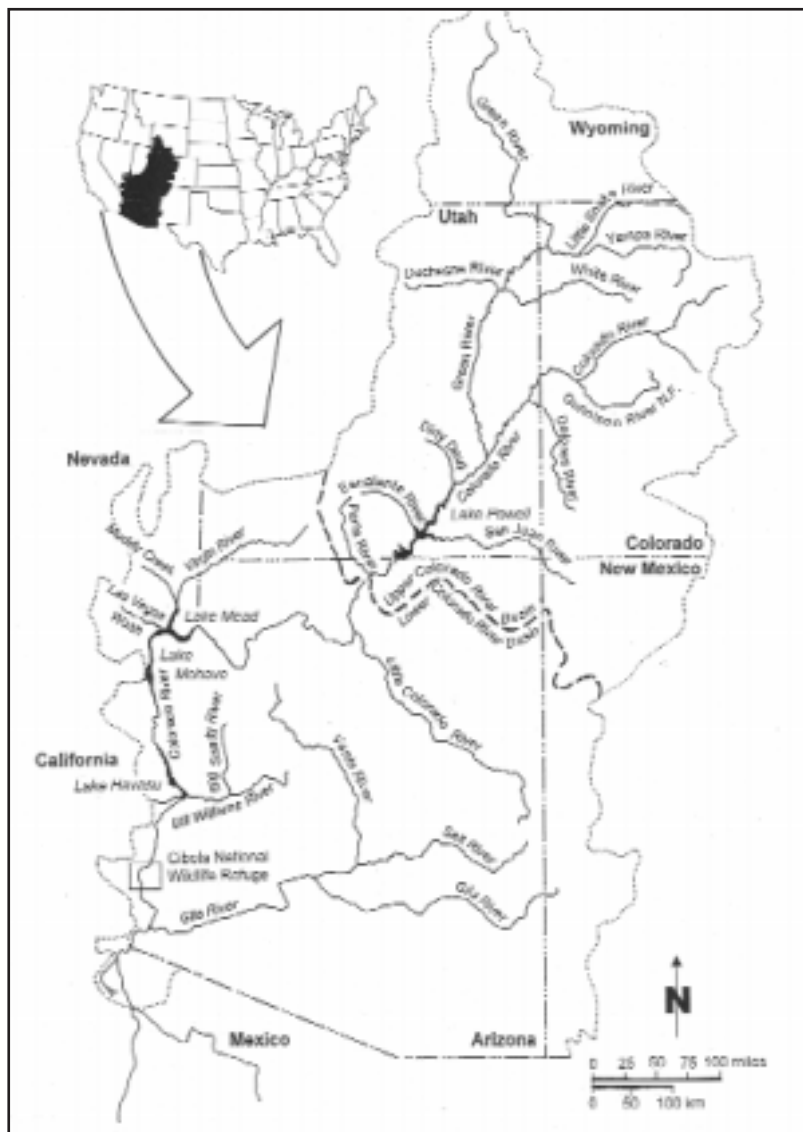 Green River
Wyoming
Utah
Little Snake River
Yampa River
Duchesne River
White River
Green River
Colorado River
Gunnison River N.F.
Dolores River
Dirty Devil
Colorado River
Nevada
Escalante River
Lake Powell
Paria River
San Juan River
Colorado
New Mexico
Muddy Creek
Virgin River
Upper Colorado River Basin
Lower Colorado River Basin
Las Vegas
Wash
Lake Mead
Lake
Mohave
Colorado River
Little Colorado River
California
Big Sandy River
Verde River
Lake Havasu
Bill Williams River
Cibola National
Wildlife Refuge
Salt River
Gila River
Gila River
N
Mexico
Arizona
0 25 50 75 100 miles
0 50 100 km